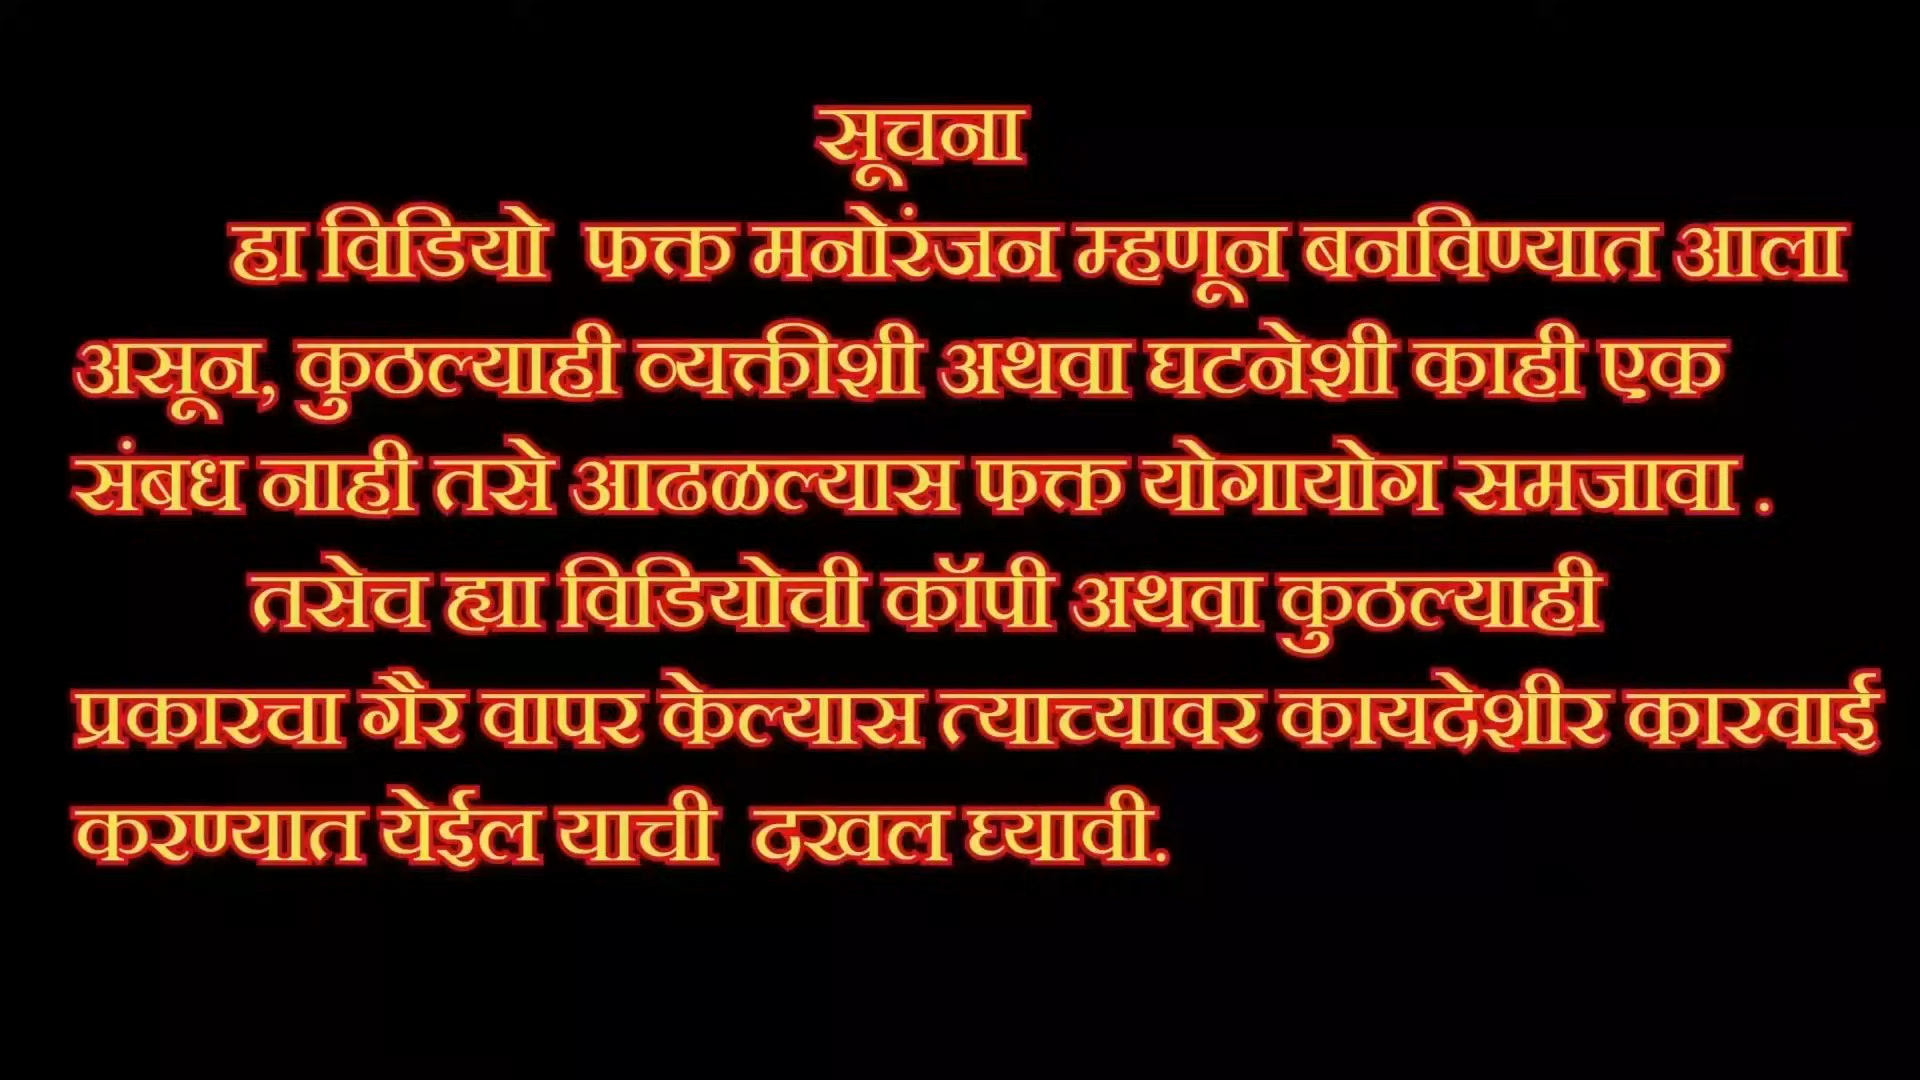 सूचना
हा विडियो फक्त मनोरंजन म्हणून बनविण्यात आला
असून, कुठल्याही व्यक्तीशी अथवा घटनेशी काही एक
संबध नाही तसे आढळल्यास फक्त योगायोग समजावा .
तसेच ह्या विडियोची कॉपी अथवा कुठल्याही
प्रकारचा गैर वापर केल्यास त्याच्यावर कायदेशीर कारवाई
करण्यात येईल याची दखल घ्यावी.